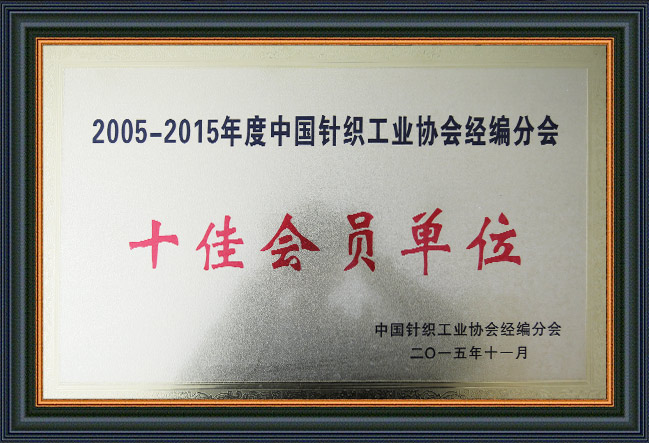 2005-2015年度中国针织工业协会经编分会
十佳会员单位
中国针织工业协会经编分会
二〇一五年十一月